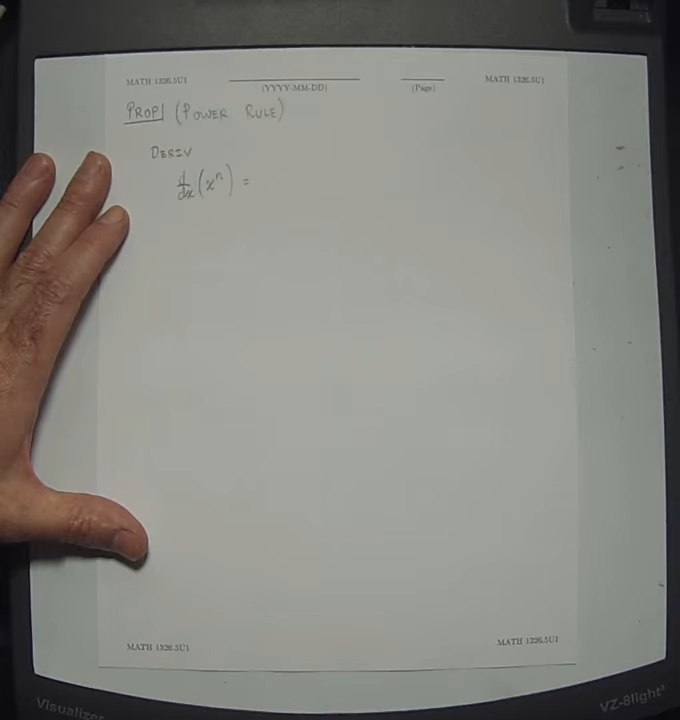 MATH 1326.5U1 (YYYY-MM-DD) (Page) MATH 1326.5U1
PROP (POWER RULE)
DERIV
d/dx (x^n) =
MATH 1326.5U1 MATH 1326.5U1
Visualizer VZ-8light³